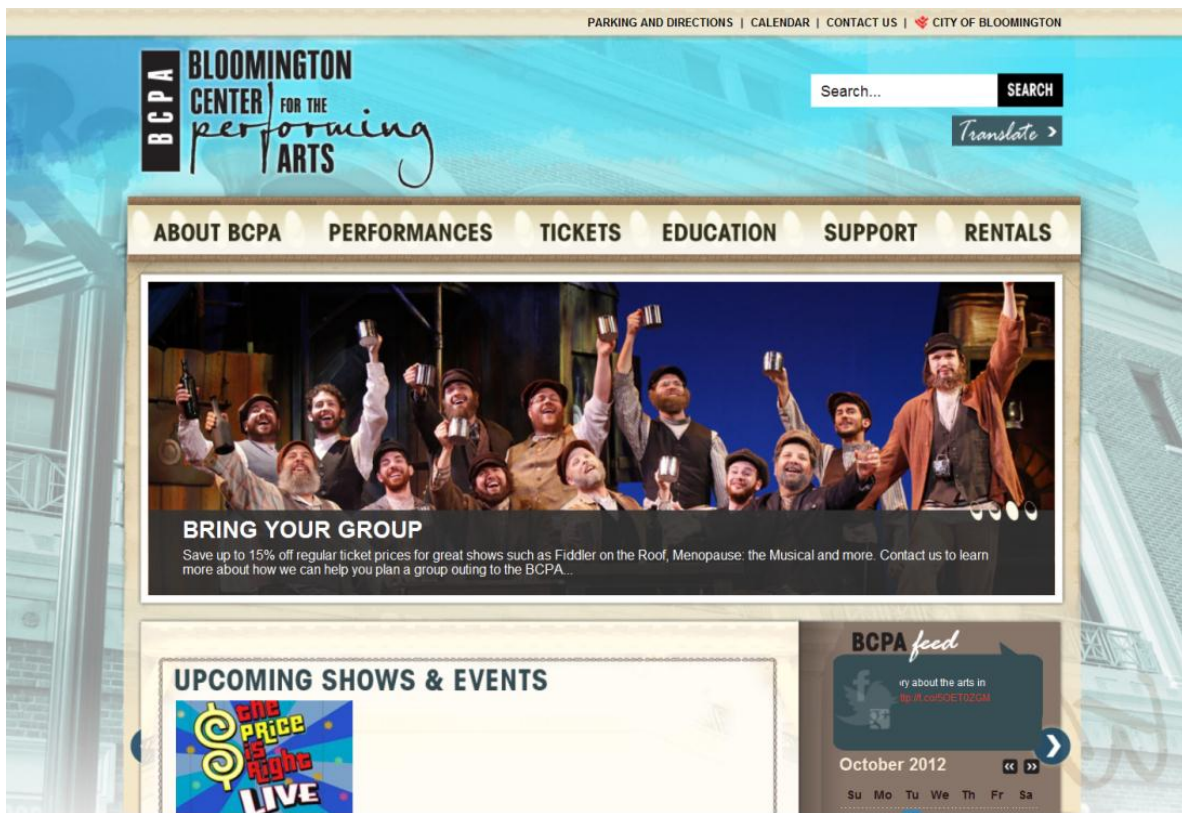 PARKING AND DIRECTIONS | CALENDAR | CONTACT US | CITY OF BLOOMINGTON
BCPA
BLOOMINGTON
CENTER FOR THE
performing
ARTS
Search...
SEARCH
Translate >
ABOUT BCPA PERFORMANCES TICKETS EDUCATION SUPPORT RENTALS
BRING YOUR GROUP
Save up to 15% off regular ticket prices for great shows such as Fiddler on the Roof, Menopause: the Musical and more. Contact us to learn
more about how we can help you plan a group outing to the BCPA...
UPCOMING SHOWS & EVENTS
the
PRiCE
is
Right
LIVE
BCPA feed
about the arts in
October 2012
Su Mo Tu We Th Fr Sa